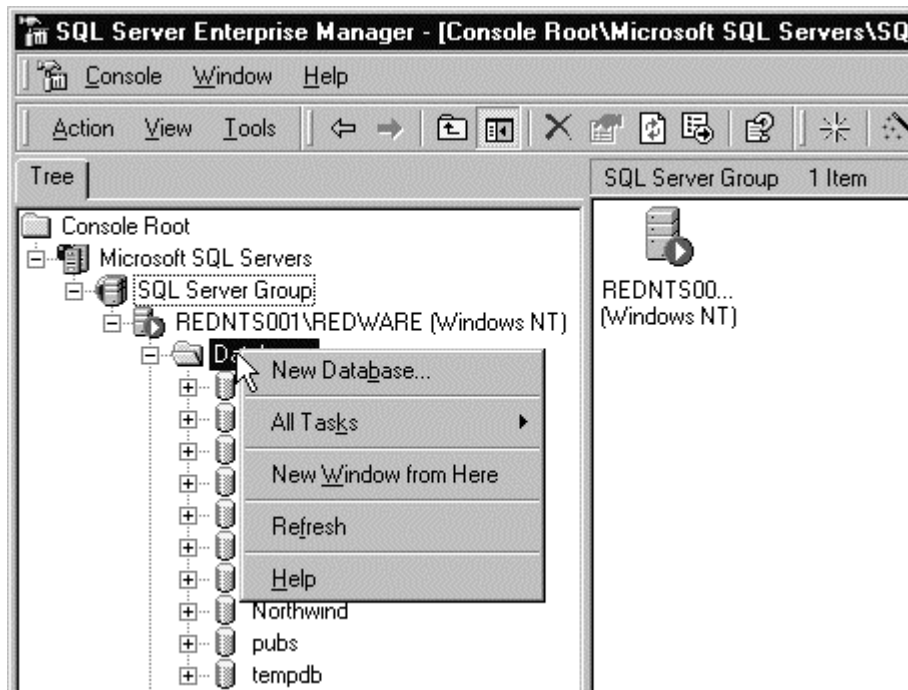 SQL Server Enterprise Manager - [Console Root\Microsoft SQL Servers\SQ
Console Window Help
Action View Tools
Tree
SQL Server Group 1 Item
Console Root
Microsoft SQL Servers
SQL Server Group
REDNTS001\REDWARE (Windows NT)
REDNTS00...
(Windows NT)
New Database...
All Tasks
New Window from Here
Refresh
Help
Northwind
pubs
tempdb